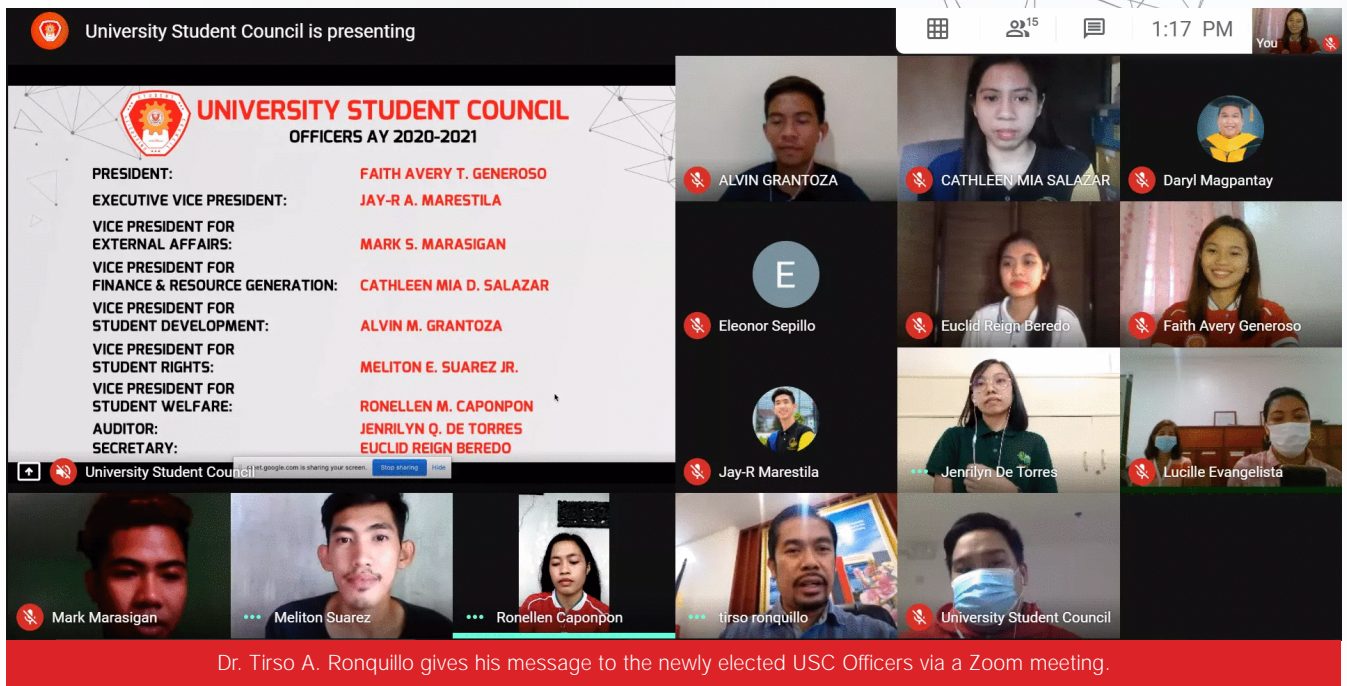 University Student Council is presenting
15
1:17 PM
You
UNIVERSITY STUDENT COUNCIL
OFFICERS AY 2020-2021
PRESIDENT: FAITH AVERY T. GENEROSO
EXECUTIVE VICE PRESIDENT: JAY-R A. MARESTILA
VICE PRESIDENT FOR
EXTERNAL AFFAIRS: MARK S. MARASIGAN
VICE PRESIDENT FOR
FINANCE & RESOURCE GENERATION: CATHLEEN MIA D. SALAZAR
VICE PRESIDENT FOR
STUDENT DEVELOPMENT: ALVIN M. GRANTOZA
VICE PRESIDENT FOR
STUDENT RIGHTS: MELITON E. SUAREZ JR.
VICE PRESIDENT FOR
STUDENT WELFARE: RONELLEN M. CAPONPON
AUDITOR: JENRILYN Q. DE TORRES
SECRETARY: EUCLID REIGN BEREDO
University Student Council
.google.com is sharing your screen. Stop sharing Hide
ALVIN GRANTOZA
CATHLEEN MIA SALAZAR
Daryl Magpantay
E
Eleonor Sepillo
Euclid Reign Beredo
Faith Avery Generoso
Jay-R Marestila
Jenrilyn De Torres
Lucille Evangelista
Mark Marasigan
Meliton Suarez
Ronellen Caponpon
tirso ronquillo
University Student Council
Dr. Tirso A. Ronquillo gives his message to the newly elected USC Officers via a Zoom meeting.